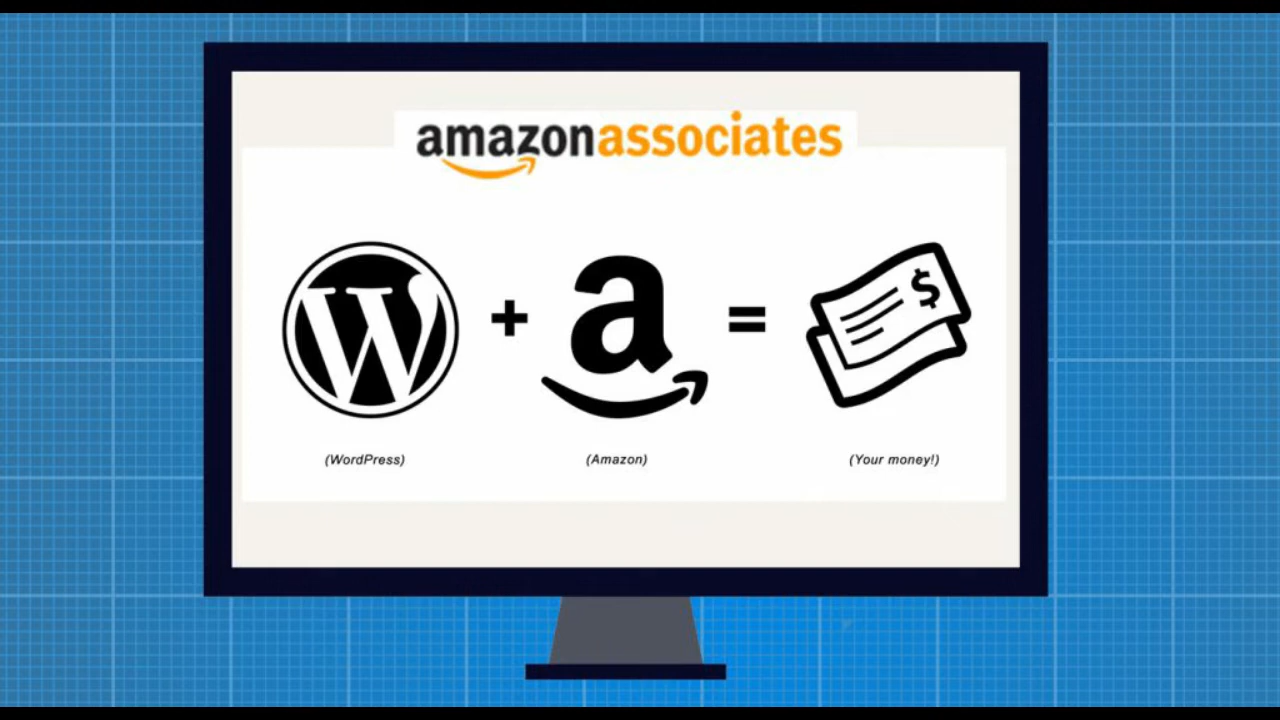 amazonassociates
W + a = $
(WordPress) (Amazon) (Your money!)